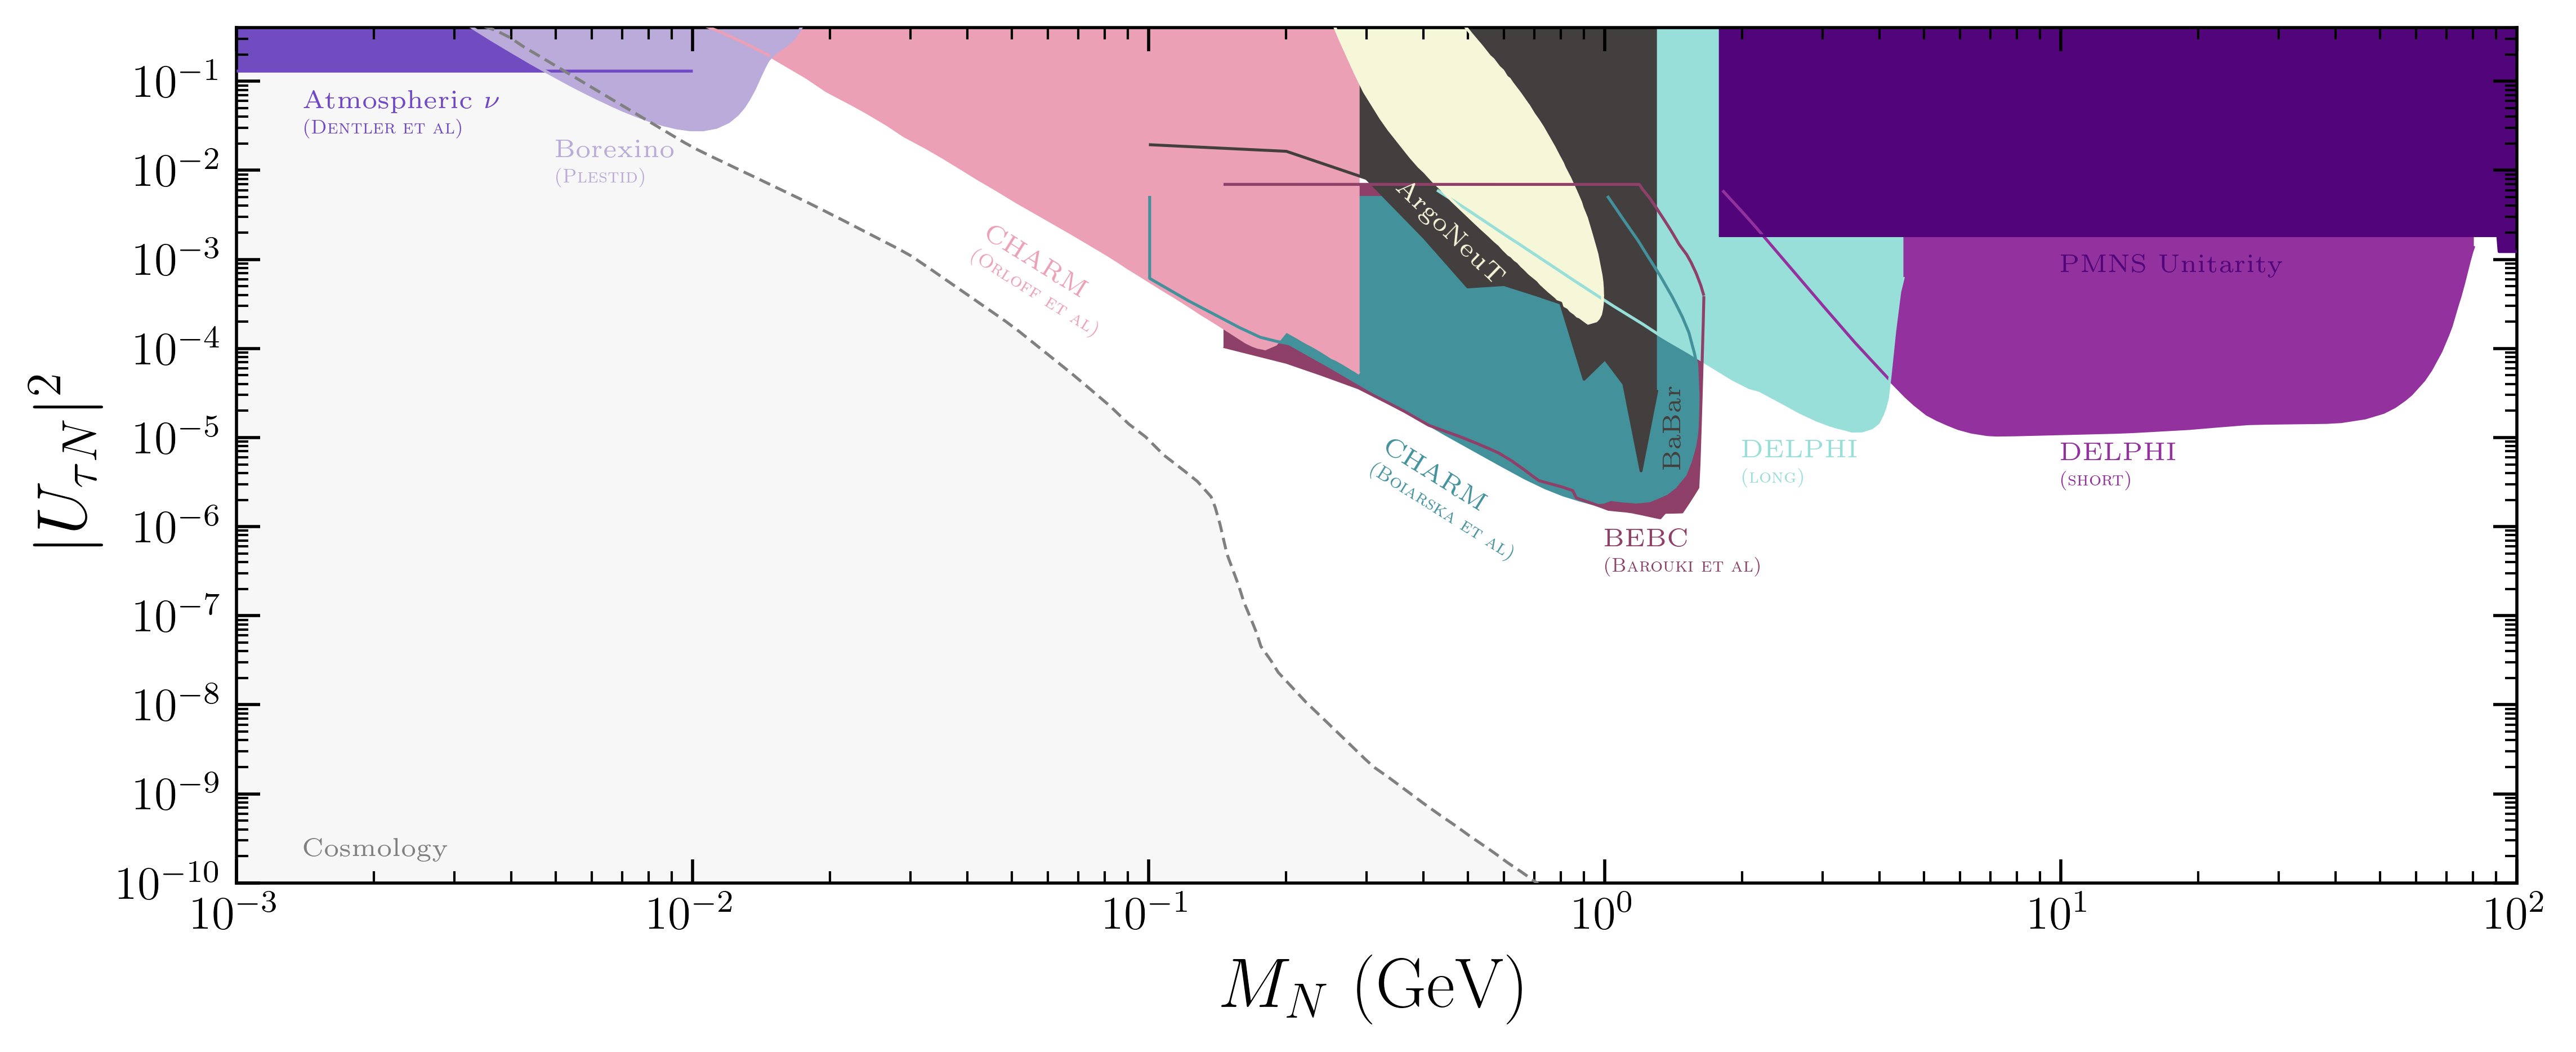 |U_{τN}|^2
10^{-1}
10^{-2}
10^{-3}
10^{-4}
10^{-5}
10^{-6}
10^{-7}
10^{-8}
10^{-9}
10^{-10}
Atmospheric ν
(Dentler et al)
Borexino
(Plestid)
CHARM
(Orloff et al)
ArgoNeuT
PMNS Unitarity
BaBar
CHARM
(Boiarska et al)
DELPHI
(long)
DELPHI
(short)
BEBC
(Barouki et al)
Cosmology
10^{-3}
10^{-2}
10^{-1}
10^{0}
10^{1}
10^{2}
M_N (GeV)